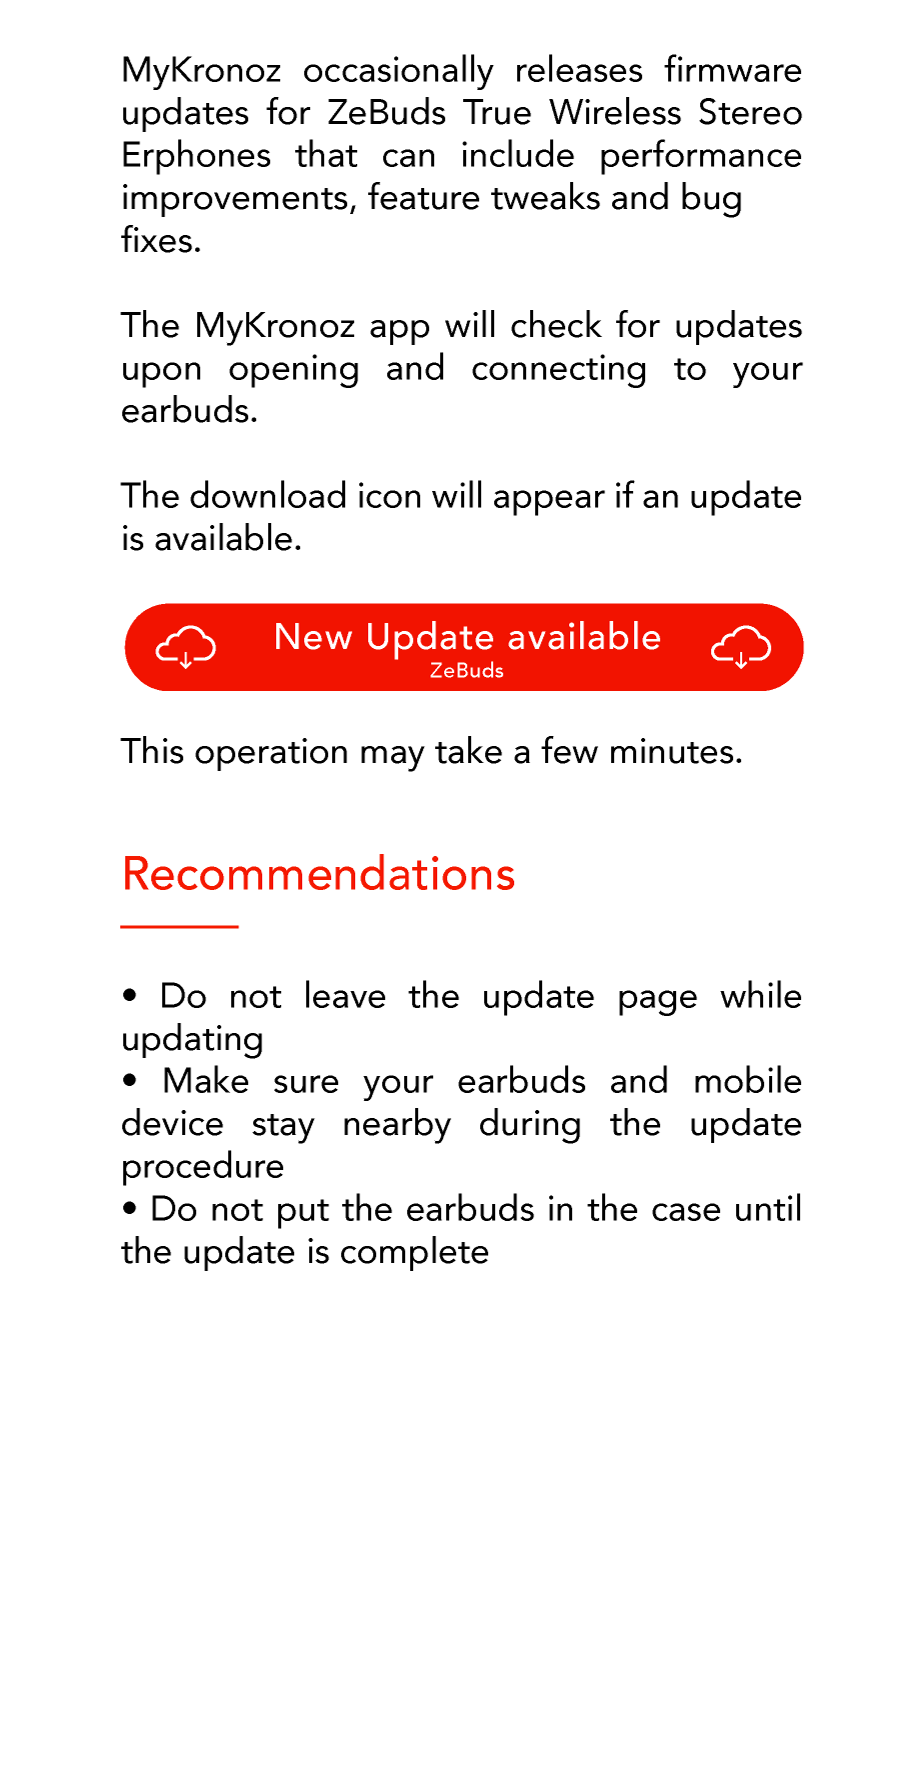 MyKronoz occasionally releases firmware
updates for ZeBuds True Wireless Stereo
Erphones that can include performance
improvements, feature tweaks and bug
fixes.
The MyKronoz app will check for updates
upon opening and connecting to your
earbuds.
The download icon will appear if an update
is available.
New Update available
ZeBuds
This operation may take a few minutes.
Recommendations
• Do not leave the update page while
updating
• Make sure your earbuds and mobile
device stay nearby during the update
procedure
• Do not put the earbuds in the case until
the update is complete